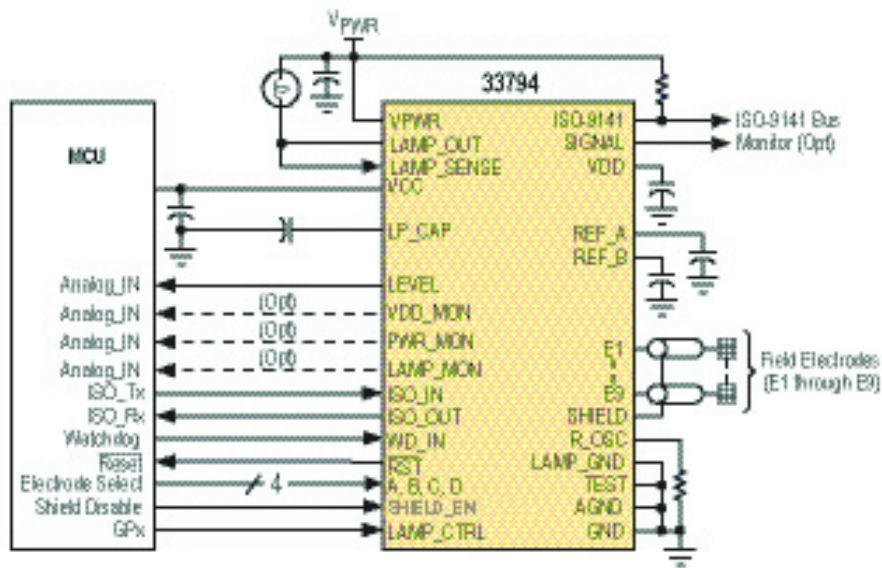 VPWR
33794
MCU
VPWR
LAMP_OUT
LAMP_SENSE
VCC
LP_CAP
LEVEL
VDD_MON
PWR_MON
LAMP_MON
ISO_IN
ISO_OUT
WD_IN
RST
A, B, C, D
SHIELD_EN
LAMP_CTRL
ISO-9141
SIGNAL
VDD
REF_A
REF_B
E1
E9
SHIELD
R_OSC
LAMP_GND
TEST
AGND
GND
ISO-9141 Bus
Monitor (Opt)
Field Electrodes
(E1 through E9)
Analog_IN
Analog_IN
Analog_IN
Analog_IN
ISO_Tx
ISO_Rx
Watchdog
Reset
Electrode Select
Shield Disable
GPx
(Opt)
(Opt)
(Opt)
4